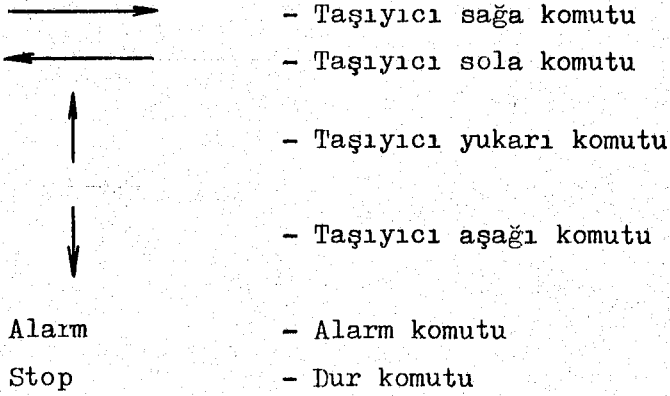 - Taşıyıcı sağa komutu
- Taşıyıcı sola komutu
- Taşıyıcı yukarı komutu
- Taşıyıcı aşağı komutu
Alarm - Alarm komutu
Stop - Dur komutu